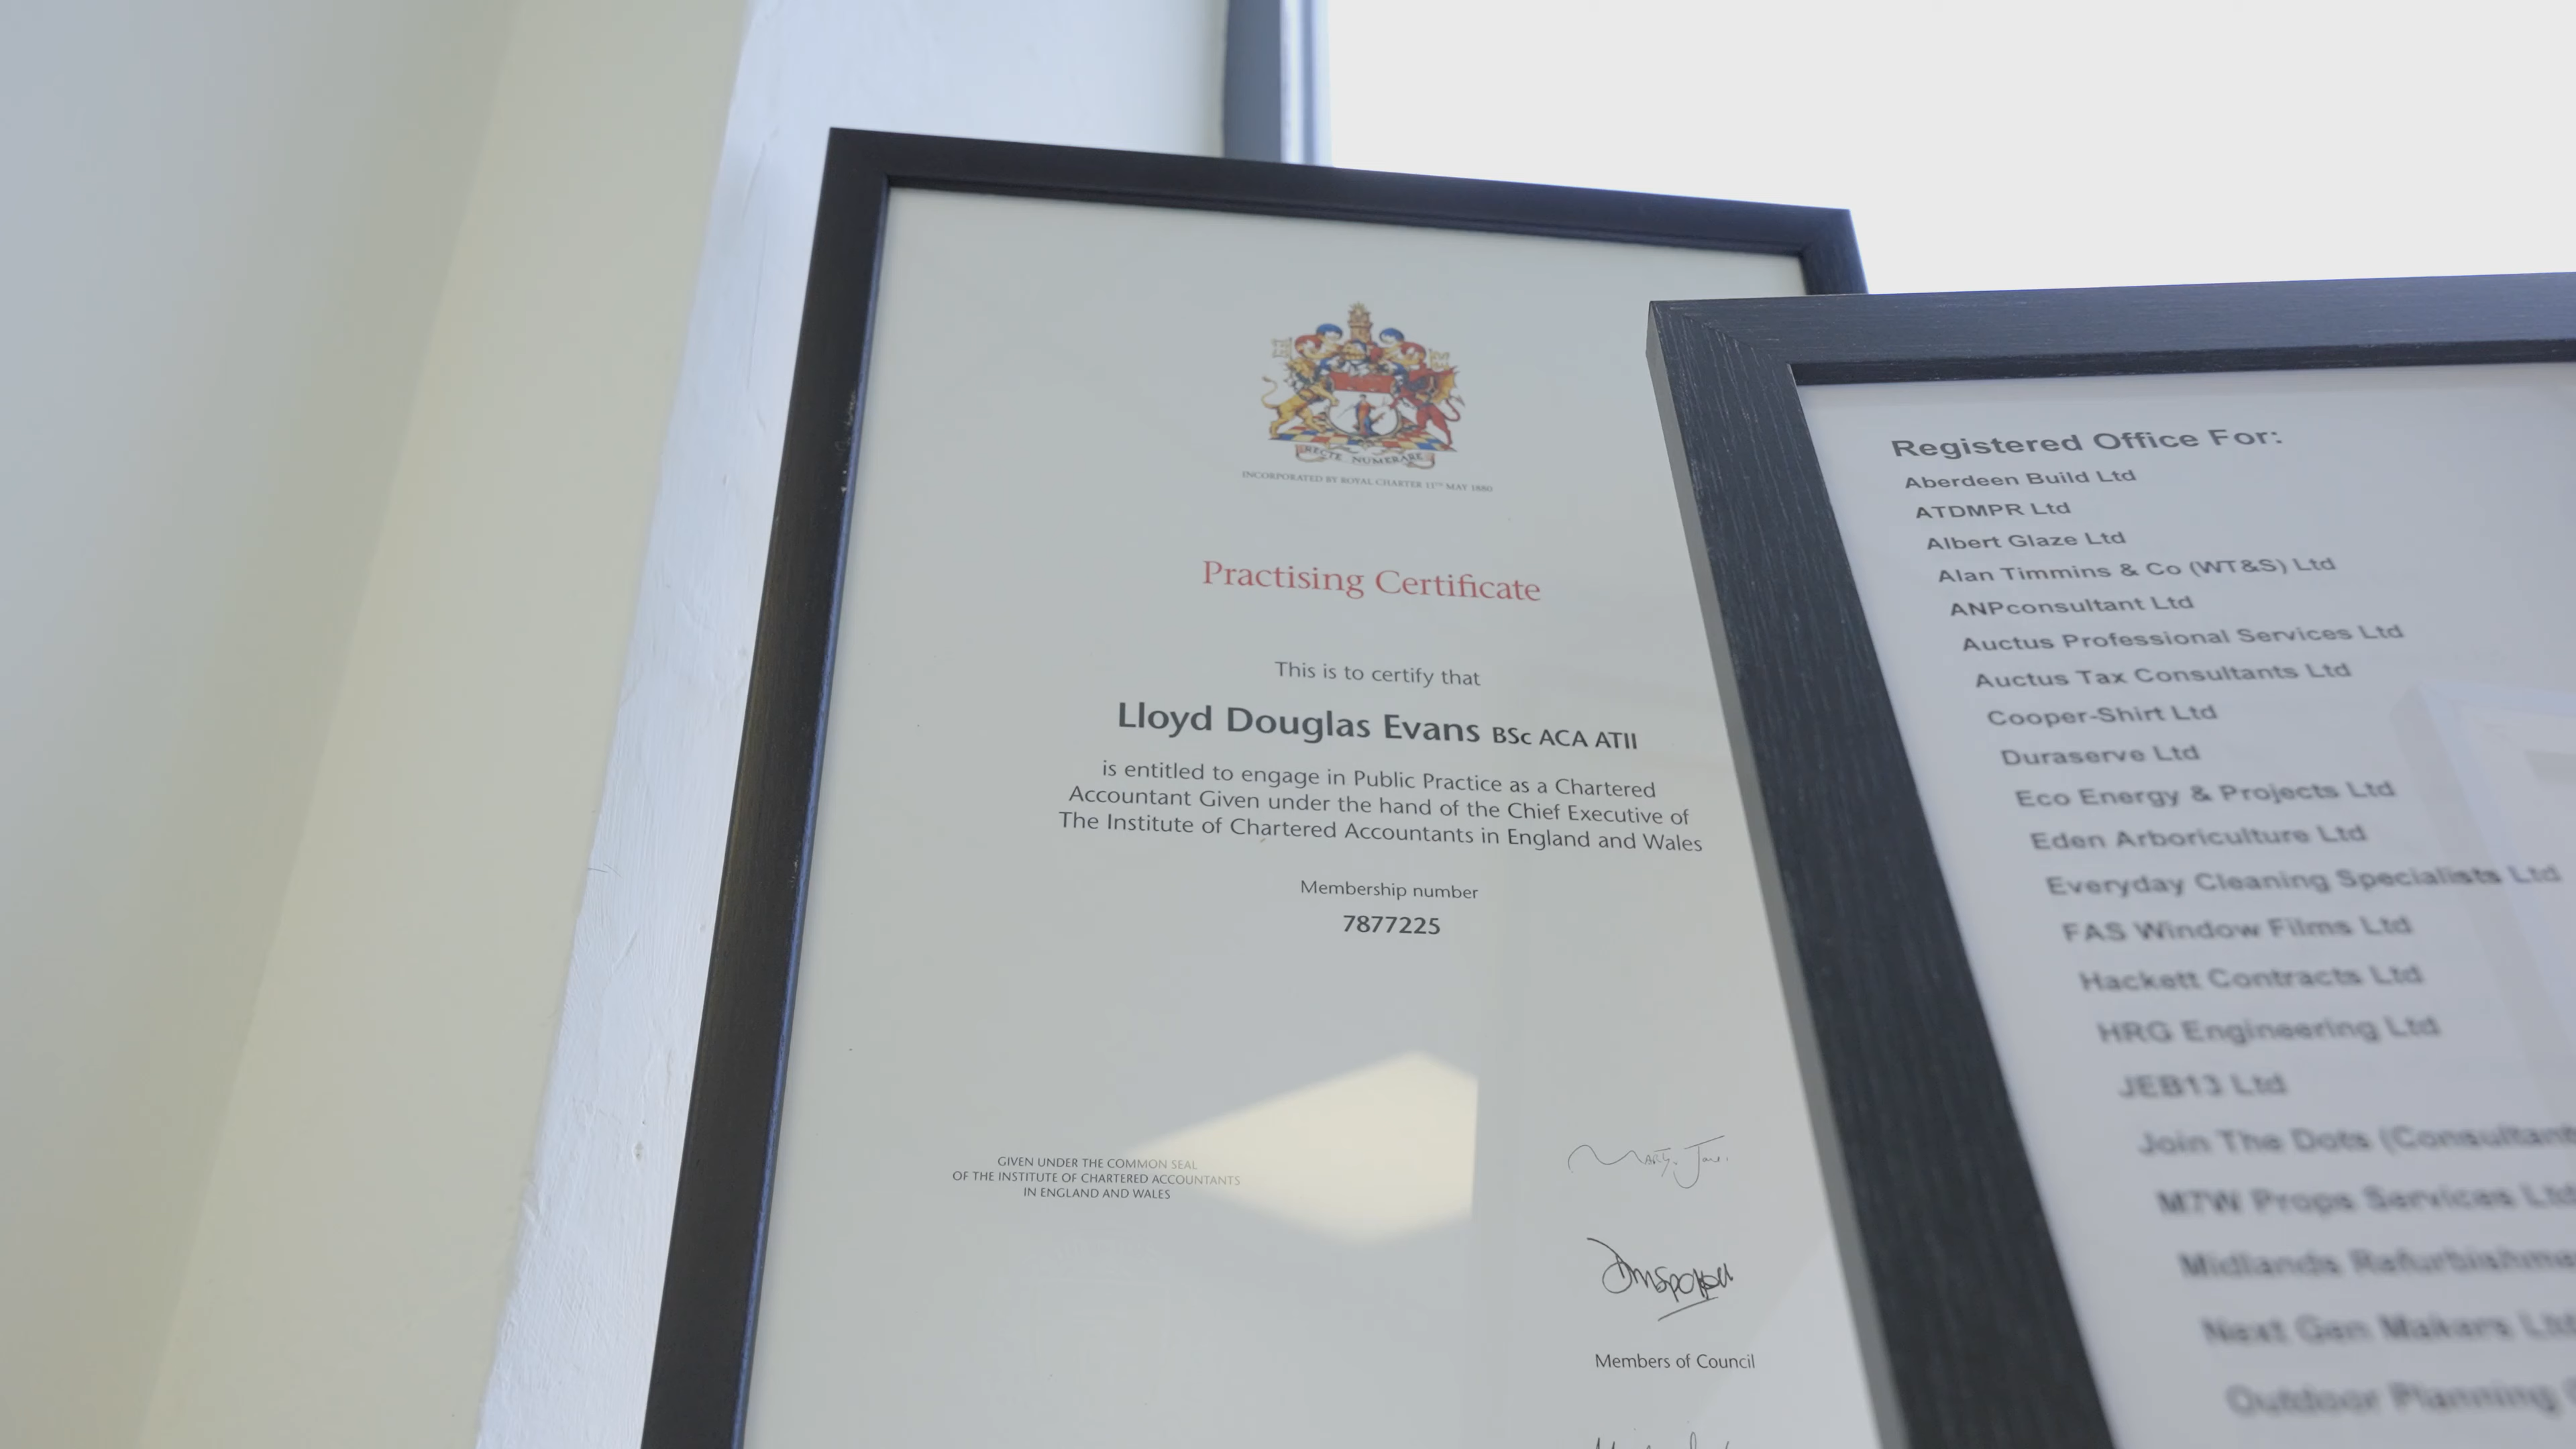 RECTE NUMERARE
INCORPORATED BY ROYAL CHARTER 11TH MAY 1880
Practising Certificate
This is to certify that
Lloyd Douglas Evans BSc ACA ATII
is entitled to engage in Public Practice as a Chartered
Accountant Given under the hand of the Chief Executive of
The Institute of Chartered Accountants in England and Wales
Membership number
7877225
GIVEN UNDER THE COMMON SEAL
OF THE INSTITUTE OF CHARTERED ACCOUNTANTS
IN ENGLAND AND WALES
Members of Council
Registered Office For:
Aberdeen Build Ltd
ATDMPR Ltd
Albert Glaze Ltd
Alan Timmins & Co (WT&S) Ltd
ANPconsultant Ltd
Auctus Professional Services Ltd
Auctus Tax Consultants Ltd
Cooper-Shirt Ltd
Duraserve Ltd
Eco Energy & Projects Ltd
Eden Arboriculture Ltd
Everyday Cleaning Specialists Ltd
FAS Window Films Ltd
Hackett Contracts Ltd
HRG Engineering Ltd
JEB13 Ltd
Join The Dots (Consultant
M7W Props Services Ltd
Midlands Refurbishme
Next Gen Makers Ltd
Outdoor Planning